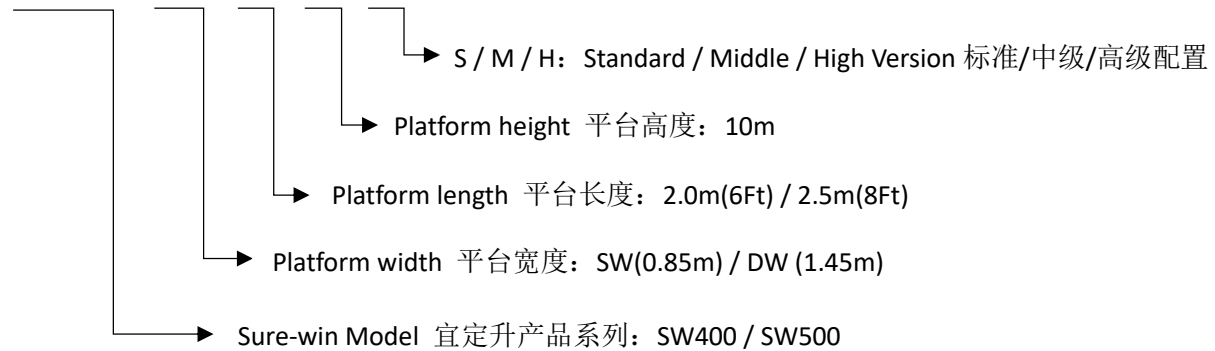 S / M / H：Standard / Middle / High Version 标准/中级/高级配置
Platform height 平台高度：10m
Platform length 平台长度：2.0m(6Ft) / 2.5m(8Ft)
Platform width 平台宽度：SW(0.85m) / DW (1.45m)
Sure-win Model 宜定升产品系列：SW400 / SW500